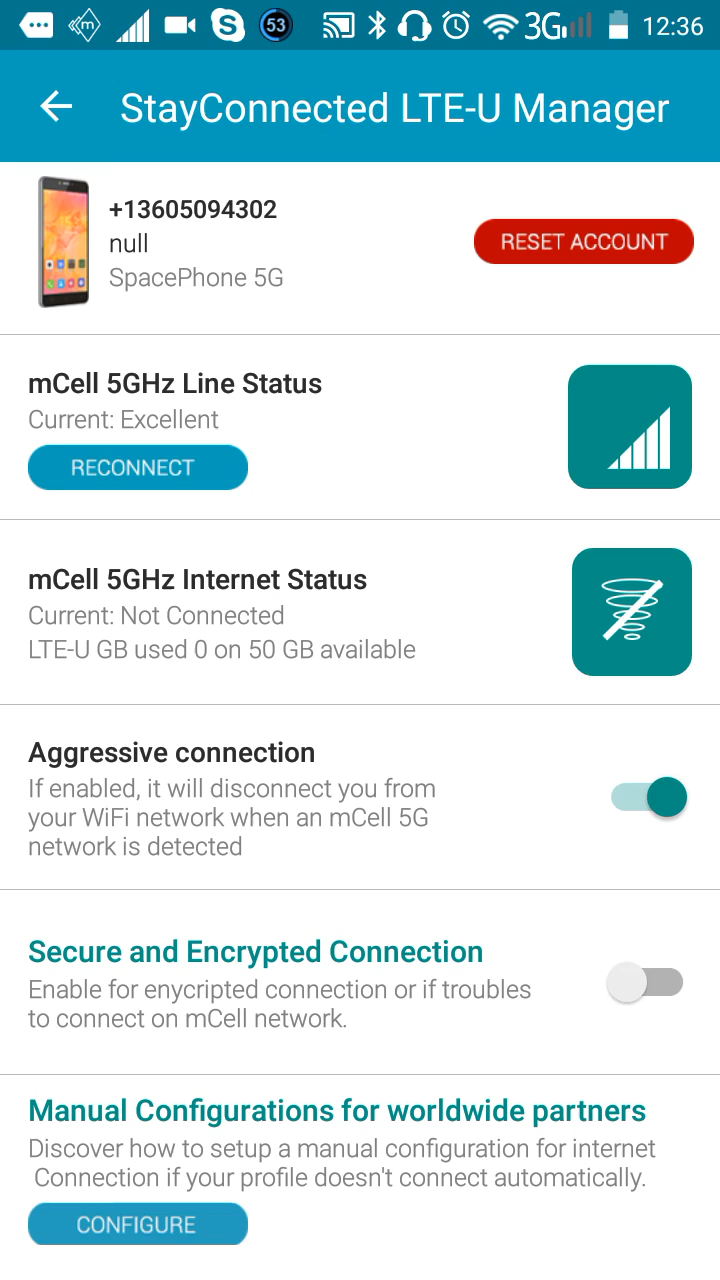 53 3G 12:36
StayConnected LTE-U Manager
+13605094302
null
SpacePhone 5G
RESET ACCOUNT
mCell 5GHz Line Status
Current: Excellent
RECONNECT
mCell 5GHz Internet Status
Current: Not Connected
LTE-U GB used 0 on 50 GB available
Aggressive connection
If enabled, it will disconnect you from
your WiFi network when an mCell 5G
network is detected
Secure and Encrypted Connection
Enable for enycripted connection or if troubles
to connect on mCell network.
Manual Configurations for worldwide partners
Discover how to setup a manual configuration for internet
Connection if your profile doesn't connect automatically.
CONFIGURE